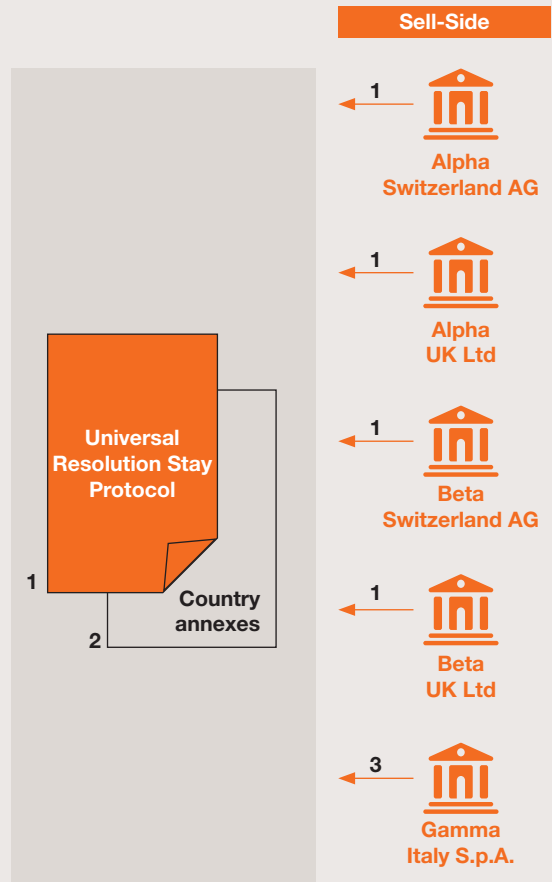 Sell-Side
1
Alpha
Switzerland AG
1
Alpha
UK Ltd
Universal
Resolution Stay
Protocol
1
Country
annexes
2
1
Beta
Switzerland AG
1
Beta
UK Ltd
3
Gamma
Italy S.p.A.